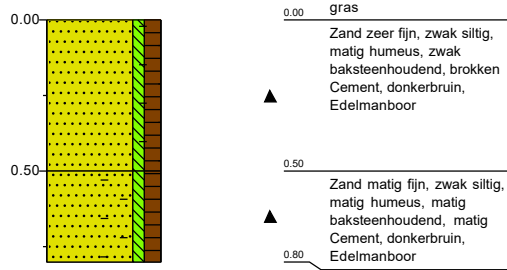 gras
0.00
0.00
Zand zeer fijn, zwak siltig,
matig humeus, zwak
baksteenhoudend, brokken
Cement, donkerbruin,
Edelmanboor
0.50
0.50
Zand matig fijn, zwak siltig,
matig humeus, matig
baksteenhoudend, matig
Cement, donkerbruin,
Edelmanboor
0.80